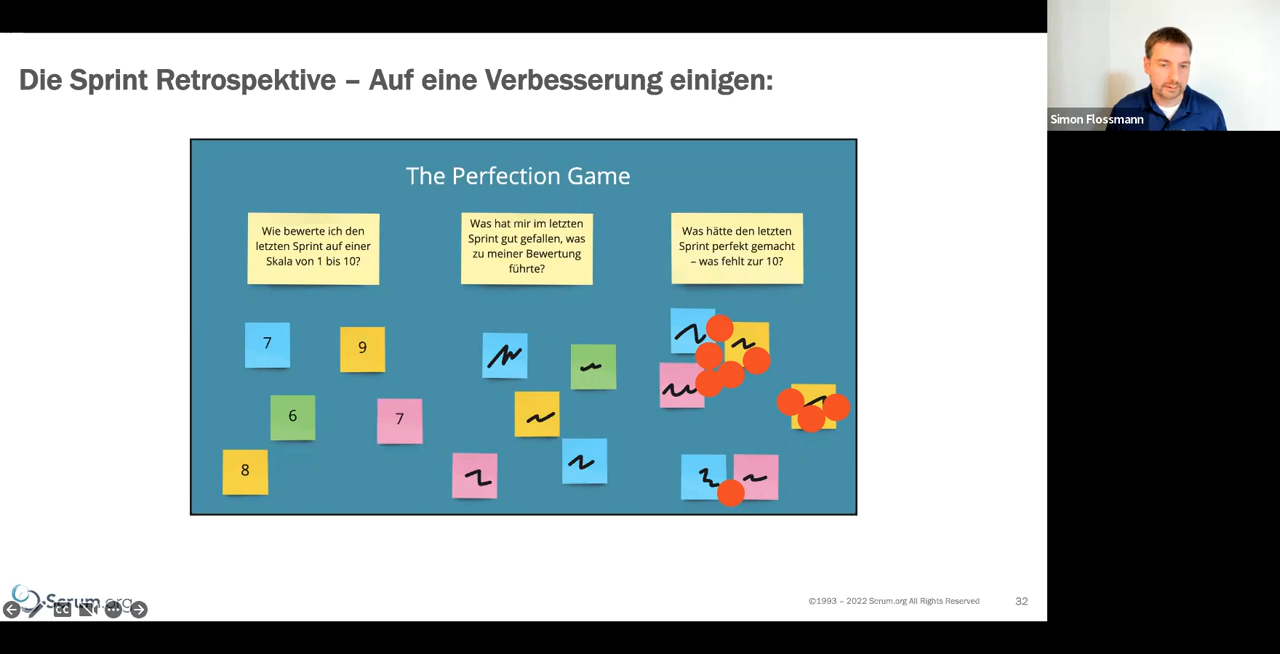 Die Sprint Retrospektive – Auf eine Verbesserung einigen:
Simon Flossmann
The Perfection Game
Wie bewerte ich den
letzten Sprint auf einer
Skala von 1 bis 10?
Was hat mir im letzten
Sprint gut gefallen, was
zu meiner Bewertung
führte?
Was hätte den letzten
Sprint perfekt gemacht
– was fehlt zur 10?
7
9
6
7
8
Scrum.org
CC
©1993 – 2022 Scrum.org All Rights Reserved
32